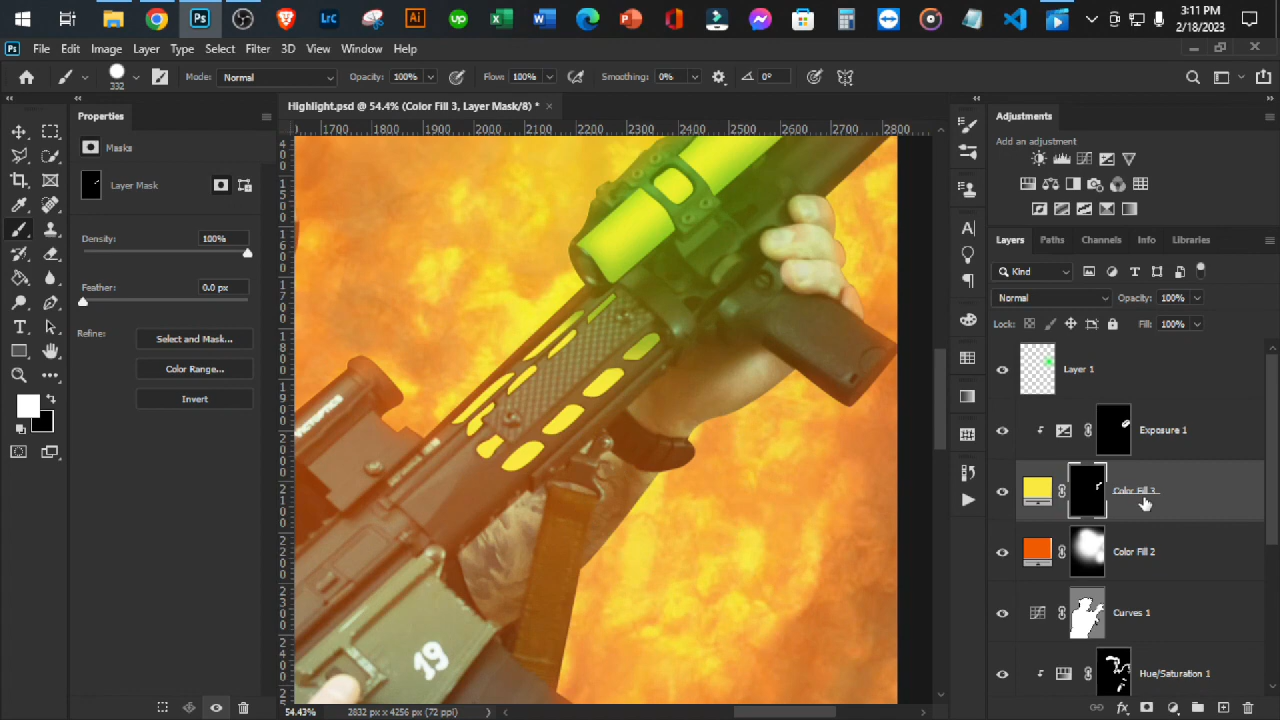 3:11 PM
2/18/2023
File Edit Image Layer Type Select Filter 3D View Window Help
332 Mode: Normal Opacity: 100% Flow: 100% Smoothing: 0% 0°
Properties
Highlight.psd @ 54.4% (Color Fill 3, Layer Mask/8) *
Adjustments
1700 1800 1900 2000 2100 2200 2300 2400 2500 2600 2700 2800
Masks
Add an adjustment
Layer Mask
Density: 100%
Layers Paths Channels Info Libraries
Kind
Feather: 0.0 px
Normal Opacity: 100%
Lock: Fill: 100%
Refine: Select and Mask...
Color Range...
Layer 1
Invert
Exposure 1
Color Fill 3
Color Fill 2
Curves 1
19
Hue/Saturation 1
54.43% 2832 px x 4256 px (72 ppi)